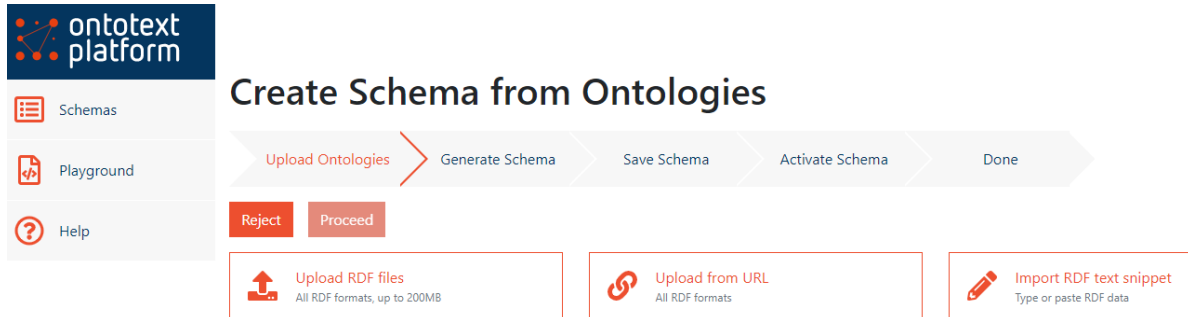 ontotext
platform
Schemas
Playground
Help
Create Schema from Ontologies
Upload Ontologies
Generate Schema
Save Schema
Activate Schema
Done
Reject
Proceed
Upload RDF files
All RDF formats, up to 200MB
Upload from URL
All RDF formats
Import RDF text snippet
Type or paste RDF data